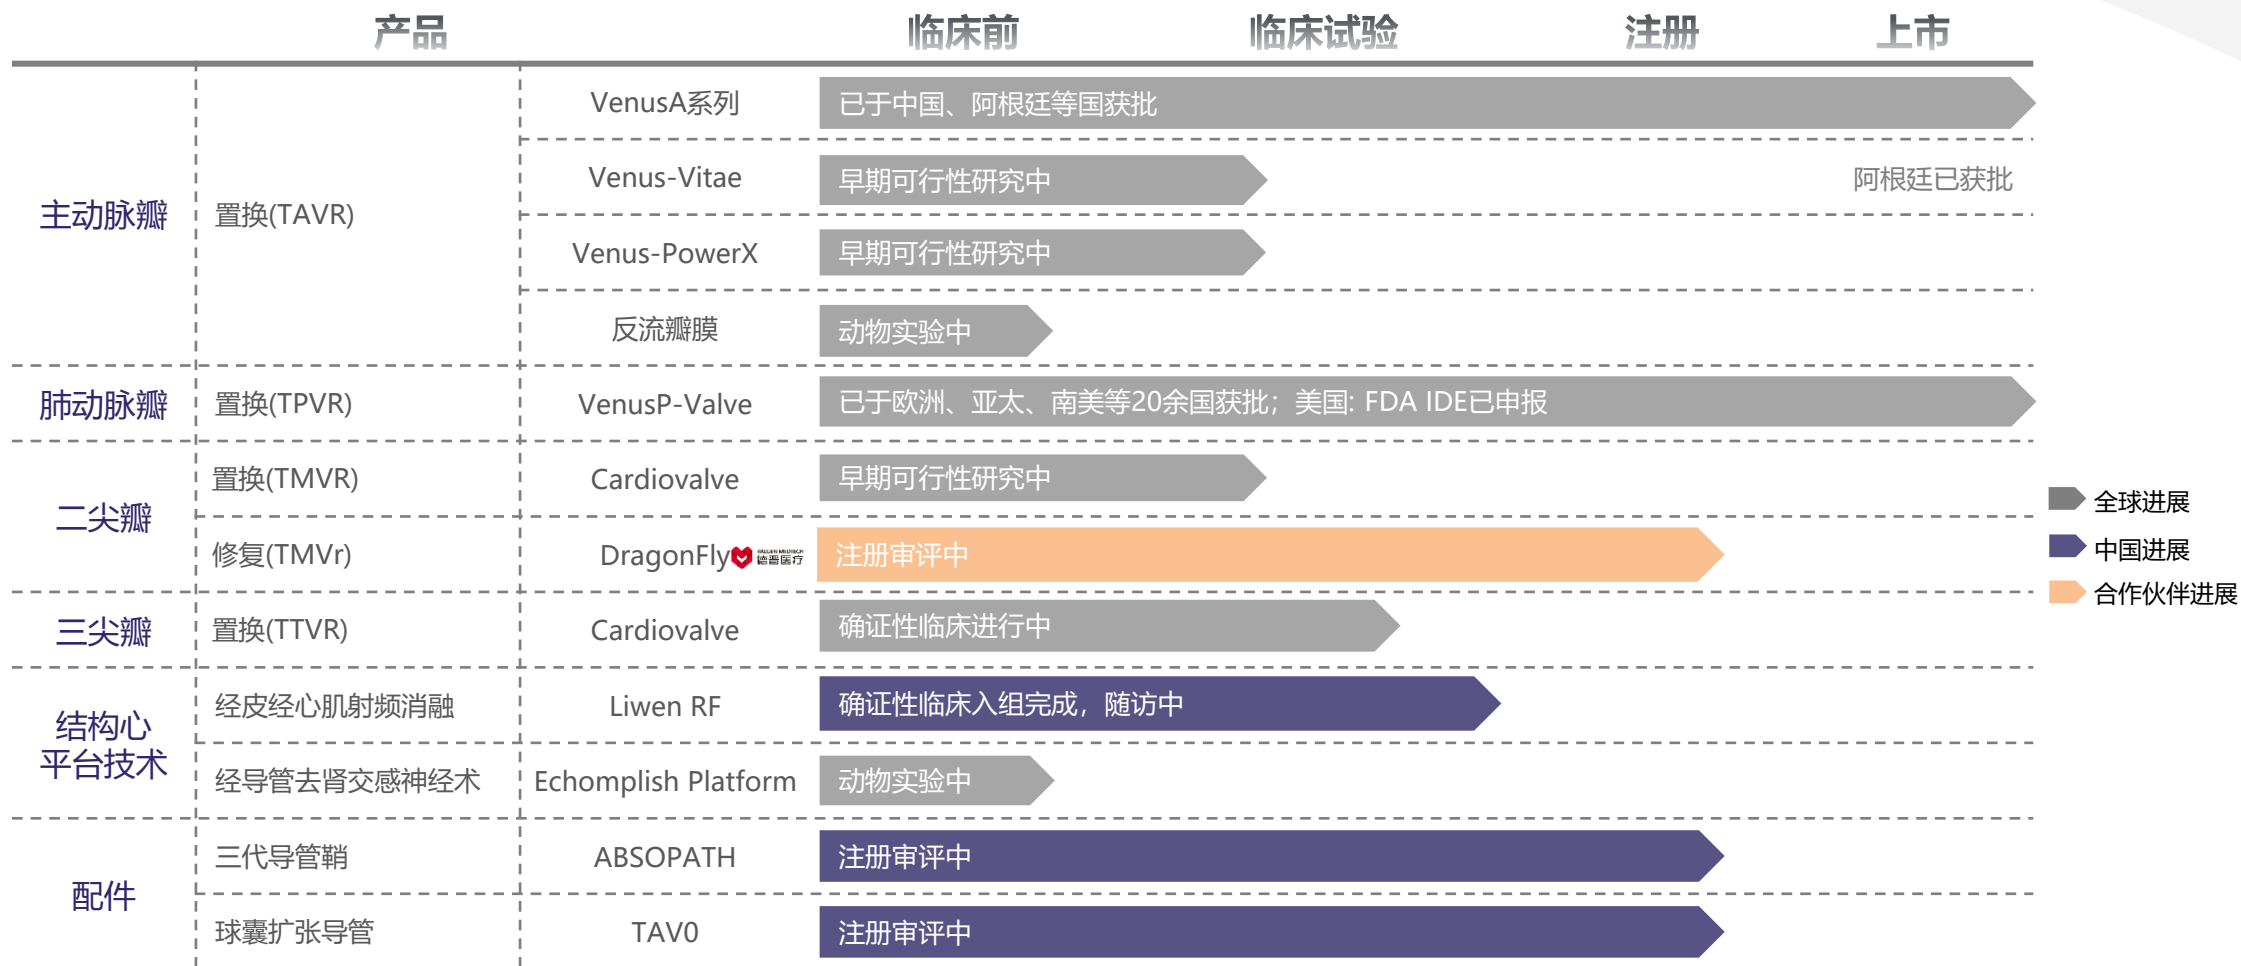 产品 临床前 临床试验 注册 上市
主动脉瓣 置换(TAVR)
VenusA系列 已于中国、阿根廷等国获批
Venus-Vitae 早期可行性研究中 阿根廷已获批
Venus-PowerX 早期可行性研究中
反流瓣膜 动物实验中
肺动脉瓣 置换(TPVR) VenusP-Valve 已于欧洲、亚太、南美等20余国获批；美国: FDA IDE已申报
二尖瓣
置换(TMVR) Cardiovalve 早期可行性研究中
修复(TMVr) DragonFly 德晋医疗 注册审评中
三尖瓣 置换(TTVR) Cardiovalve 确证性临床进行中
结构心
平台技术
经皮经心肌射频消融 Liwen RF 确证性临床入组完成，随访中
经导管去肾交感神经术 Echomplish Platform 动物实验中
配件
三代导管鞘 ABSOPATH 注册审评中
球囊扩张导管 TAV0 注册审评中
全球进展
中国进展
合作伙伴进展